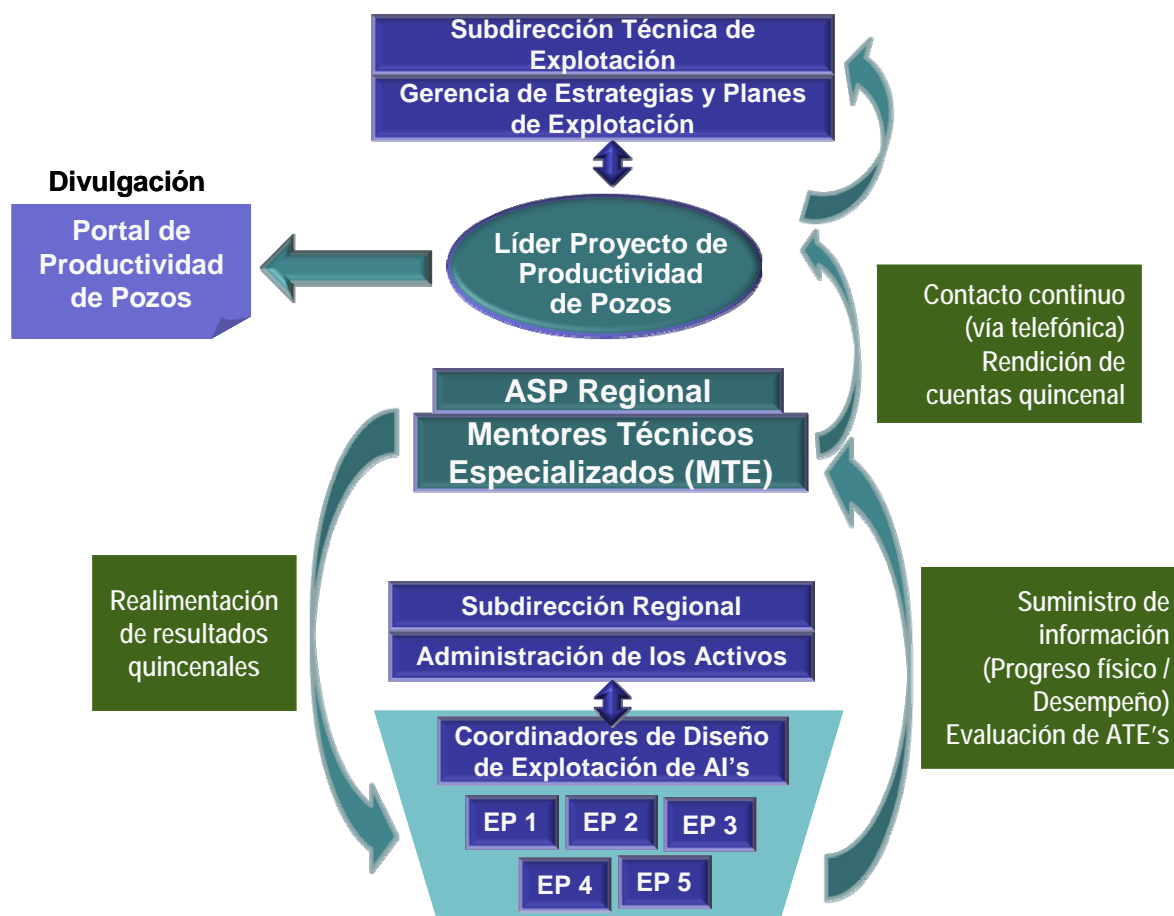 Subdirección Técnica de
Explotación
Gerencia de Estrategias y Planes
de Explotación
Divulgación
Portal de
Productividad
de Pozos
Líder Proyecto de
Productividad
de Pozos
Contacto continuo
(vía telefónica)
Rendición de
cuentas quincenal
ASP Regional
Mentores Técnicos
Especializados (MTE)
Realimentación
de resultados
quincenales
Subdirección Regional
Administración de los Activos
Suministro de
información
(Progreso físico /
Desempeño)
Evaluación de ATE's
Coordinadores de Diseño
de Explotación de AI's
EP 1
EP 2
EP 3
EP 4
EP 5